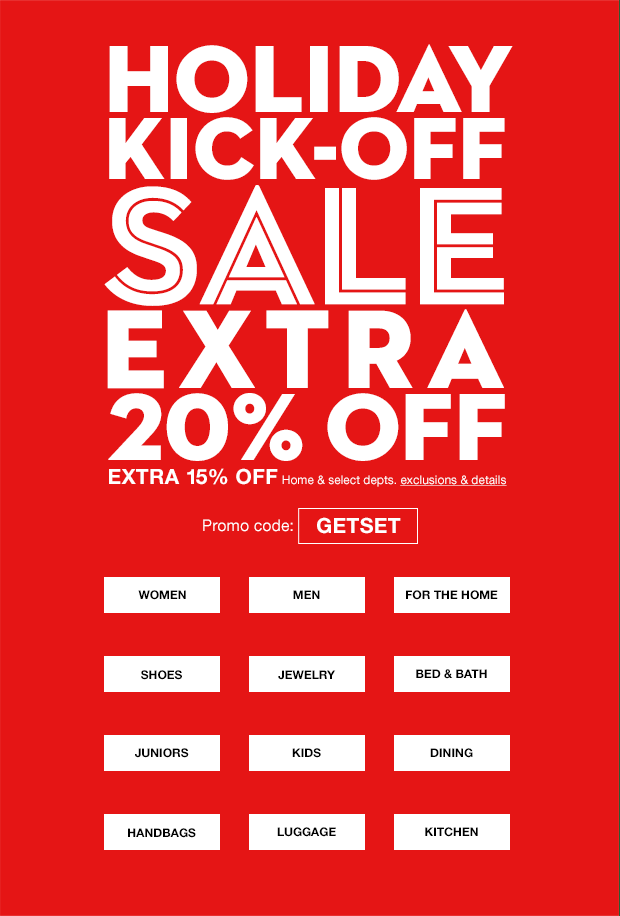 HOLIDAY
KICK-OFF
SALE
EXTRA
20% OFF
EXTRA 15% OFF Home & select depts. exclusions & details
Promo code: GETSET
WOMEN MEN FOR THE HOME
SHOES JEWELRY BED & BATH
JUNIORS KIDS DINING
HANDBAGS LUGGAGE KITCHEN